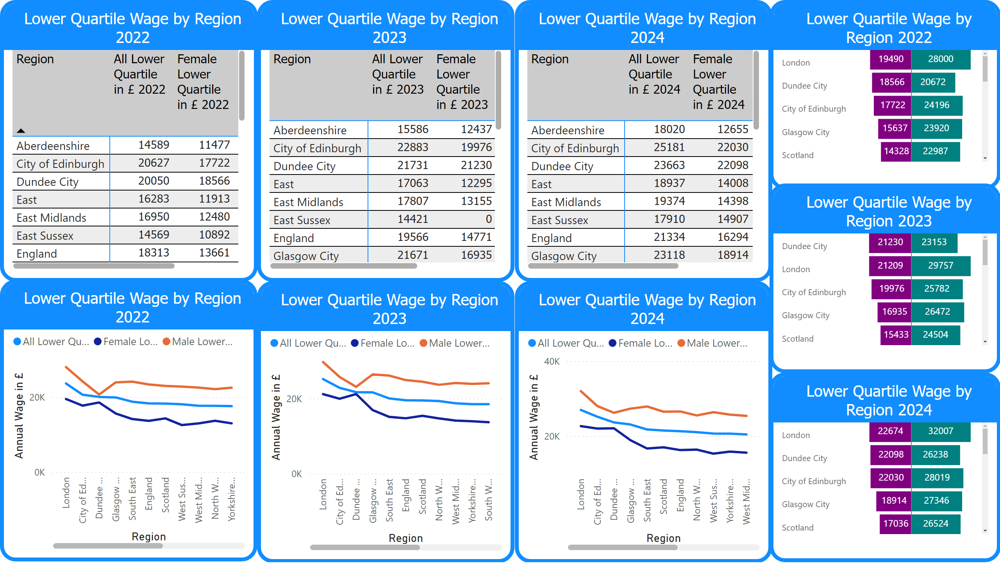 Lower Quartile Wage by Region
2022
Region
All Lower
Quartile
in £ 2022
Female
Lower
Quartile
in £ 2022
Aberdeenshire 14589 11477
City of Edinburgh 20627 17722
Dundee City 20050 18566
East 16283 11913
East Midlands 16950 12480
East Sussex 14569 10892
England 18313 13661
Lower Quartile Wage by Region
2023
Region
All Lower
Quartile
in £ 2023
Female
Lower
Quartile
in £ 2023
Aberdeenshire 15586 12437
City of Edinburgh 22883 19976
Dundee City 21731 21230
East 17063 12295
East Midlands 17807 13155
East Sussex 14421 0
England 19566 14771
Glasgow City 21671 16935
Lower Quartile Wage by Region
2024
Region
All Lower
Quartile
in £ 2024
Female
Lower
Quartile
in £ 2024
Aberdeenshire 18020 12655
City of Edinburgh 25181 22030
Dundee City 23663 22098
East 18937 14008
East Midlands 19374 14398
East Sussex 17910 14907
England 21334 16294
Glasgow City 23118 18914
Lower Quartile Wage by
Region 2022
London 19490 28000
Dundee City 18566 20672
City of Edinburgh 17722 24196
Glasgow City 15637 23920
Scotland 14328 22987
Lower Quartile Wage by
Region 2023
Dundee City 21230 23153
London 21209 29757
City of Edinburgh 19976 25782
Glasgow City 16935 26472
Scotland 15433 24504
Lower Quartile Wage by
Region 2024
London 22674 32007
Dundee City 22098 26238
City of Edinburgh 22030 28019
Glasgow City 18914 27346
Scotland 17036 26524
Lower Quartile Wage by Region
2022
All Lower Qu... Female Lo... Male Lower...
Annual Wage in £
20K
0K
London
City of Ed...
Dundee ...
Glasgow ...
South East
England
Scotland
West Sus...
West Mid...
North W...
Yorkshire...
Region
Lower Quartile Wage by Region
2023
All Lower Qu... Female Lo... Male Lower...
Annual Wage in £
20K
0K
London
City of Ed...
Dundee ...
Glasgow ...
South East
England
Scotland
North W...
West Mid...
Yorkshire...
South W...
Region
Lower Quartile Wage by Region
2024
All Lower Qu... Female Lo... Male Lower...
Annual Wage in £
40K
20K
London
City of Ed...
Dundee ...
Glasgow ...
South East
Scotland
England
North W...
West Sus...
Yorkshire...
West Mid...
Region